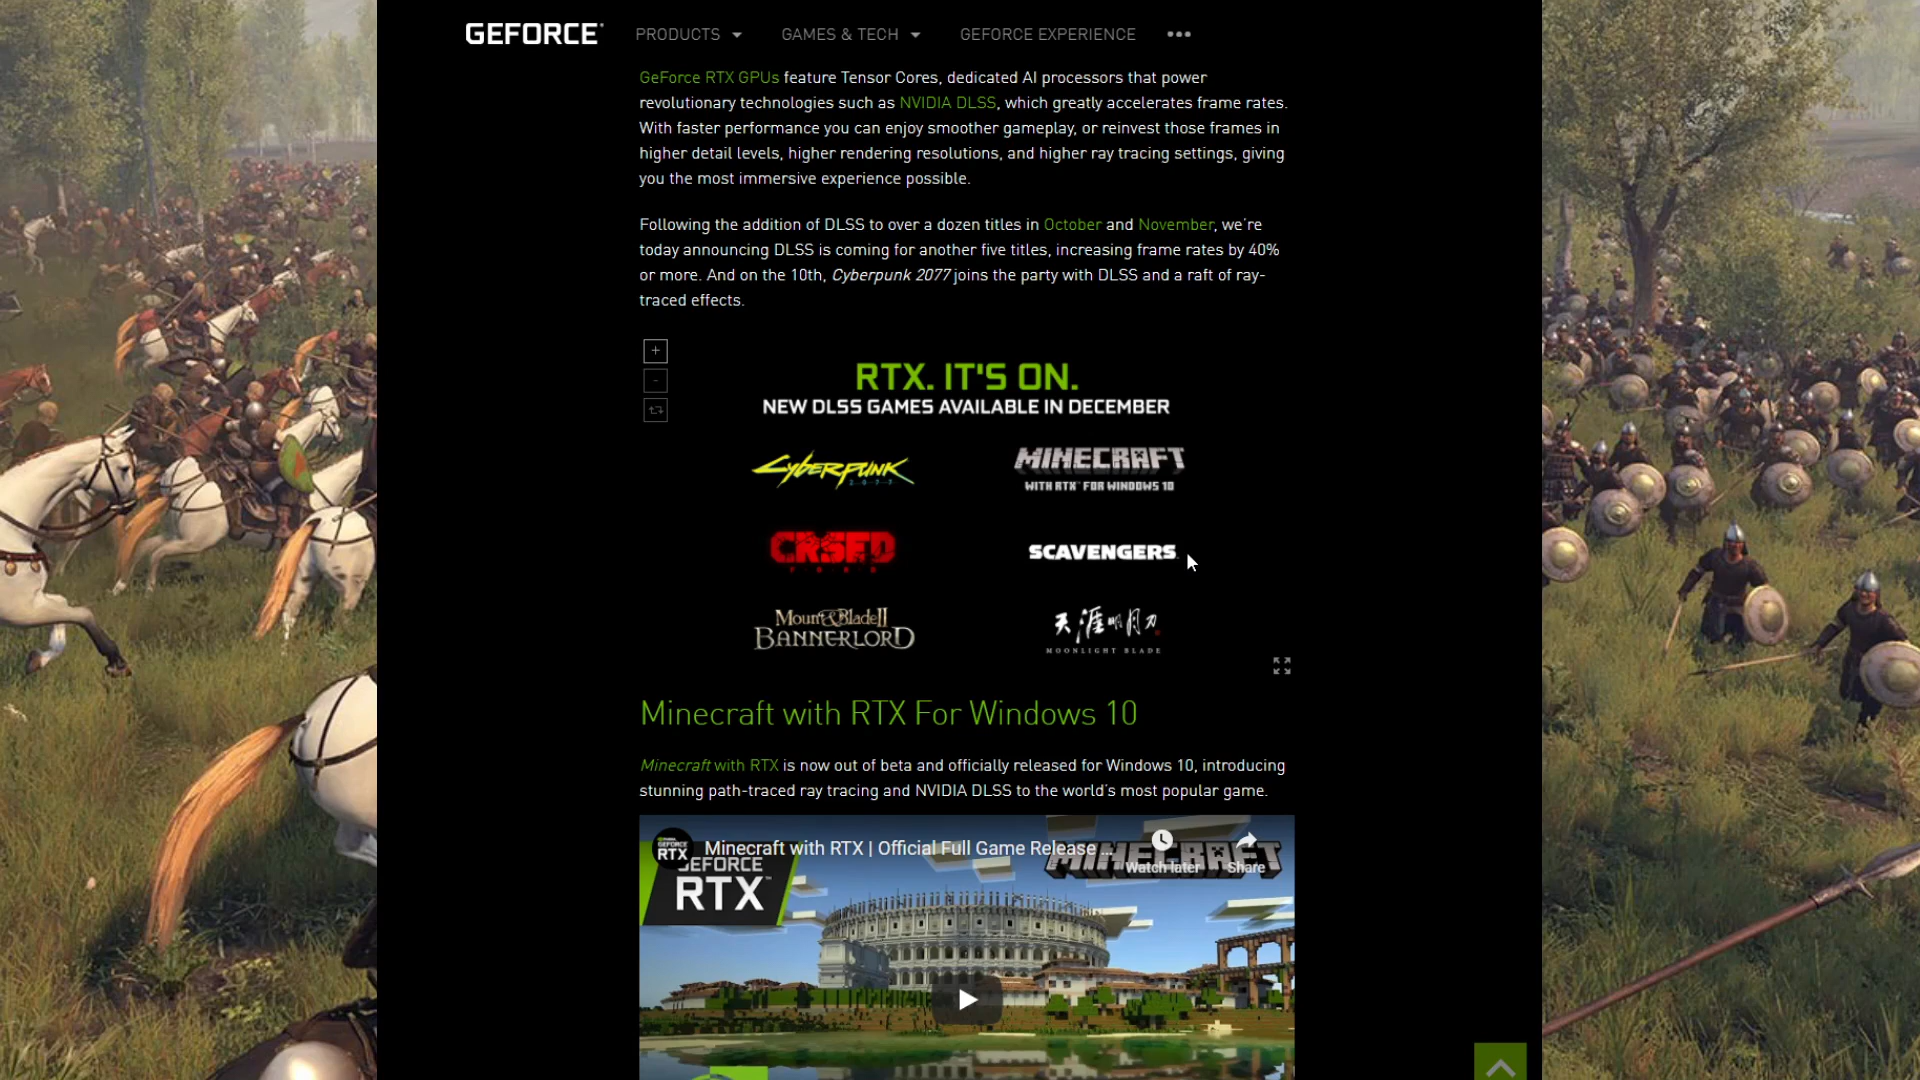 GEFORCE
PRODUCTS
GAMES & TECH
GEFORCE EXPERIENCE
GeForce RTX GPUs feature Tensor Cores, dedicated AI processors that power
revolutionary technologies such as NVIDIA DLSS, which greatly accelerates frame rates.
With faster performance you can enjoy smoother gameplay, or reinvest those frames in
higher detail levels, higher rendering resolutions, and higher ray tracing settings, giving
you the most immersive experience possible.
Following the addition of DLSS to over a dozen titles in October and November, we're
today announcing DLSS is coming for another five titles, increasing frame rates by 40%
or more. And on the 10th, Cyberpunk 2077 joins the party with DLSS and a raft of ray-
traced effects.
RTX. IT'S ON.
NEW DLSS GAMES AVAILABLE IN DECEMBER
Cyberpunk
2077
MINECRAFT
WITH RTX FOR WINDOWS 10
CRSED
F.O.A.D.
SCAVENGERS
Mount & Blade II
BANNERLORD
天涯明月刀
MOONLIGHT BLADE
Minecraft with RTX For Windows 10
Minecraft with RTX is now out of beta and officially released for Windows 10, introducing
stunning path-traced ray tracing and NVIDIA DLSS to the world's most popular game.
GEFORCE
RTX
Minecraft with RTX | Official Full Game Release ...
Watch later
Share
MINECRAFT
GEFORCE
RTX